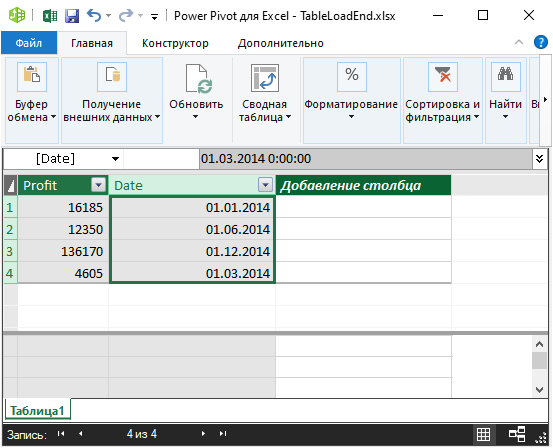 Power Pivot для Excel - TableLoadEnd.xlsx
Файл Главная Конструктор Дополнительно
Буфер обмена
Получение внешних данных
Обновить
Сводная таблица
Форматирование
Сортировка и фильтрация
Найти
[Date] 01.03.2014 0:00:00
Profit Date Добавление столбца
1 16185 01.01.2014
2 12350 01.06.2014
3 136170 01.12.2014
4 4605 01.03.2014
Таблица1
Запись: 4 из 4